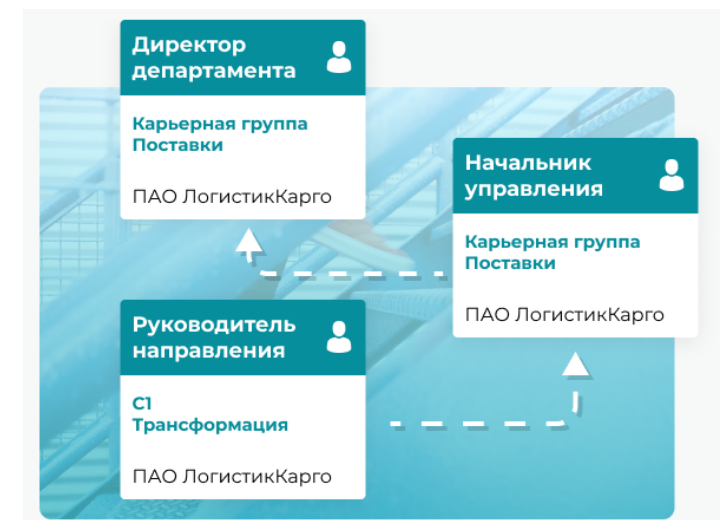 Директор
департамента
Карьерная группа
Поставки
ПАО ЛогистикКарго
Начальник
управления
Карьерная группа
Поставки
ПАО ЛогистикКарго
Руководитель
направления
С1
Трансформация
ПАО ЛогистикКарго